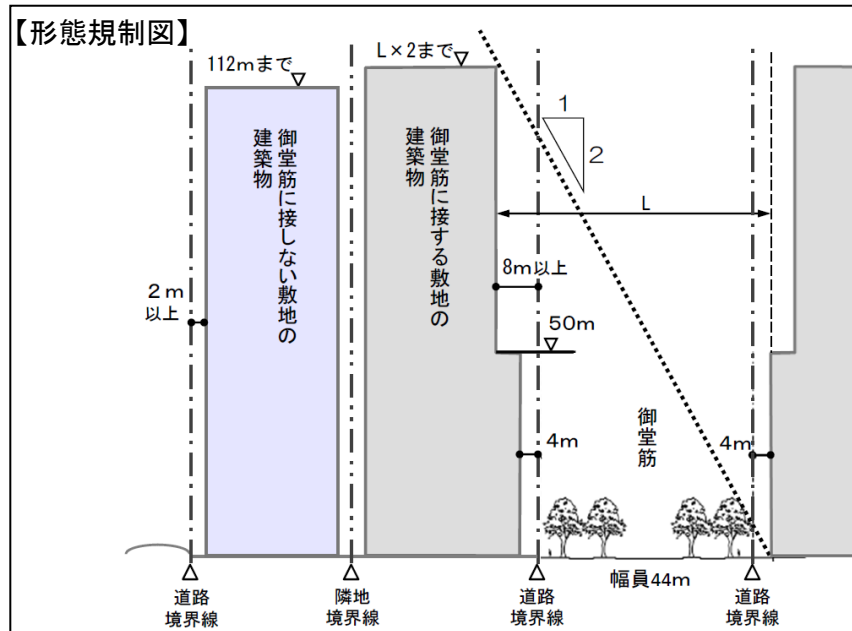 【形態規制図】
112mまで
L×2まで
1
2
L
御堂筋に接しない敷地の
建築物
御堂筋に接する敷地の
建築物
8m以上
2m
以上
50m
4m
御堂筋
4m
幅員44m
道路
境界線
隣地
境界線
道路
境界線
道路
境界線